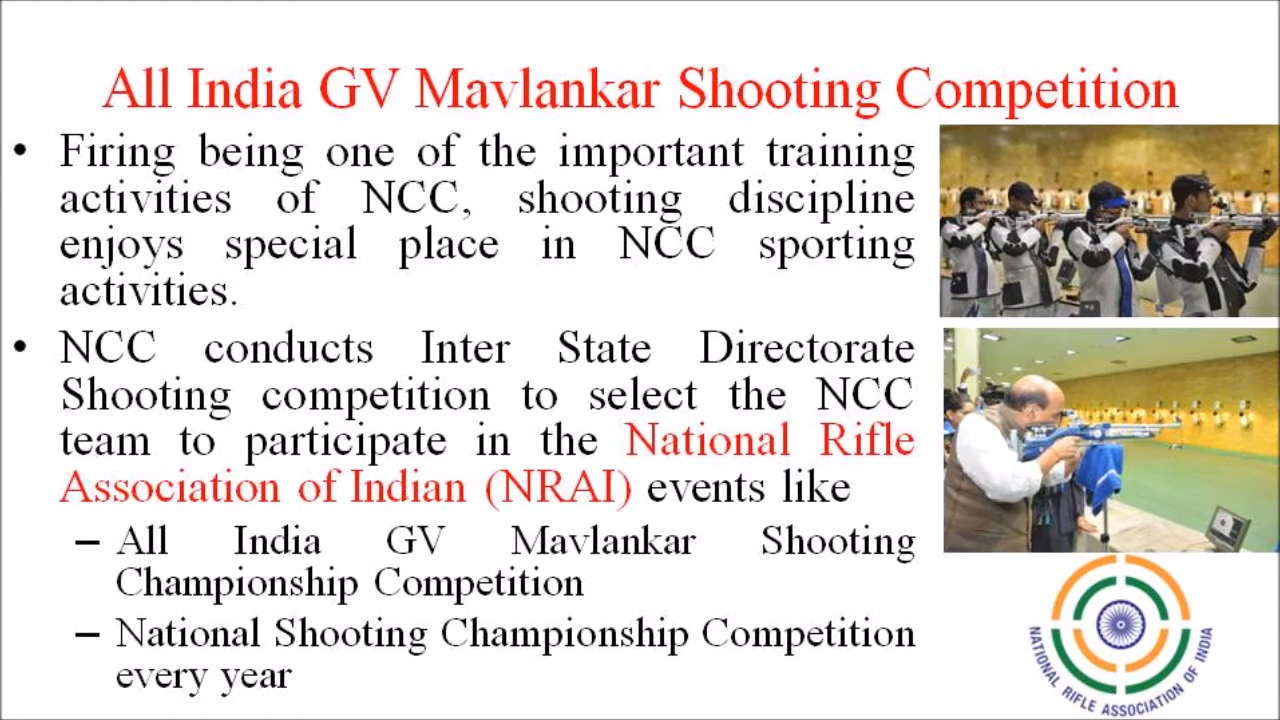 All India GV Mavlankar Shooting Competition
• Firing being one of the important training
activities of NCC, shooting discipline
enjoys special place in NCC sporting
activities.
• NCC conducts Inter State Directorate
Shooting competition to select the NCC
team to participate in the National Rifle
Association of Indian (NRAI) events like
– All India GV Mavlankar Shooting
Championship Competition
– National Shooting Championship Competition
every year
NATIONAL RIFLE ASSOCIATION OF INDIA